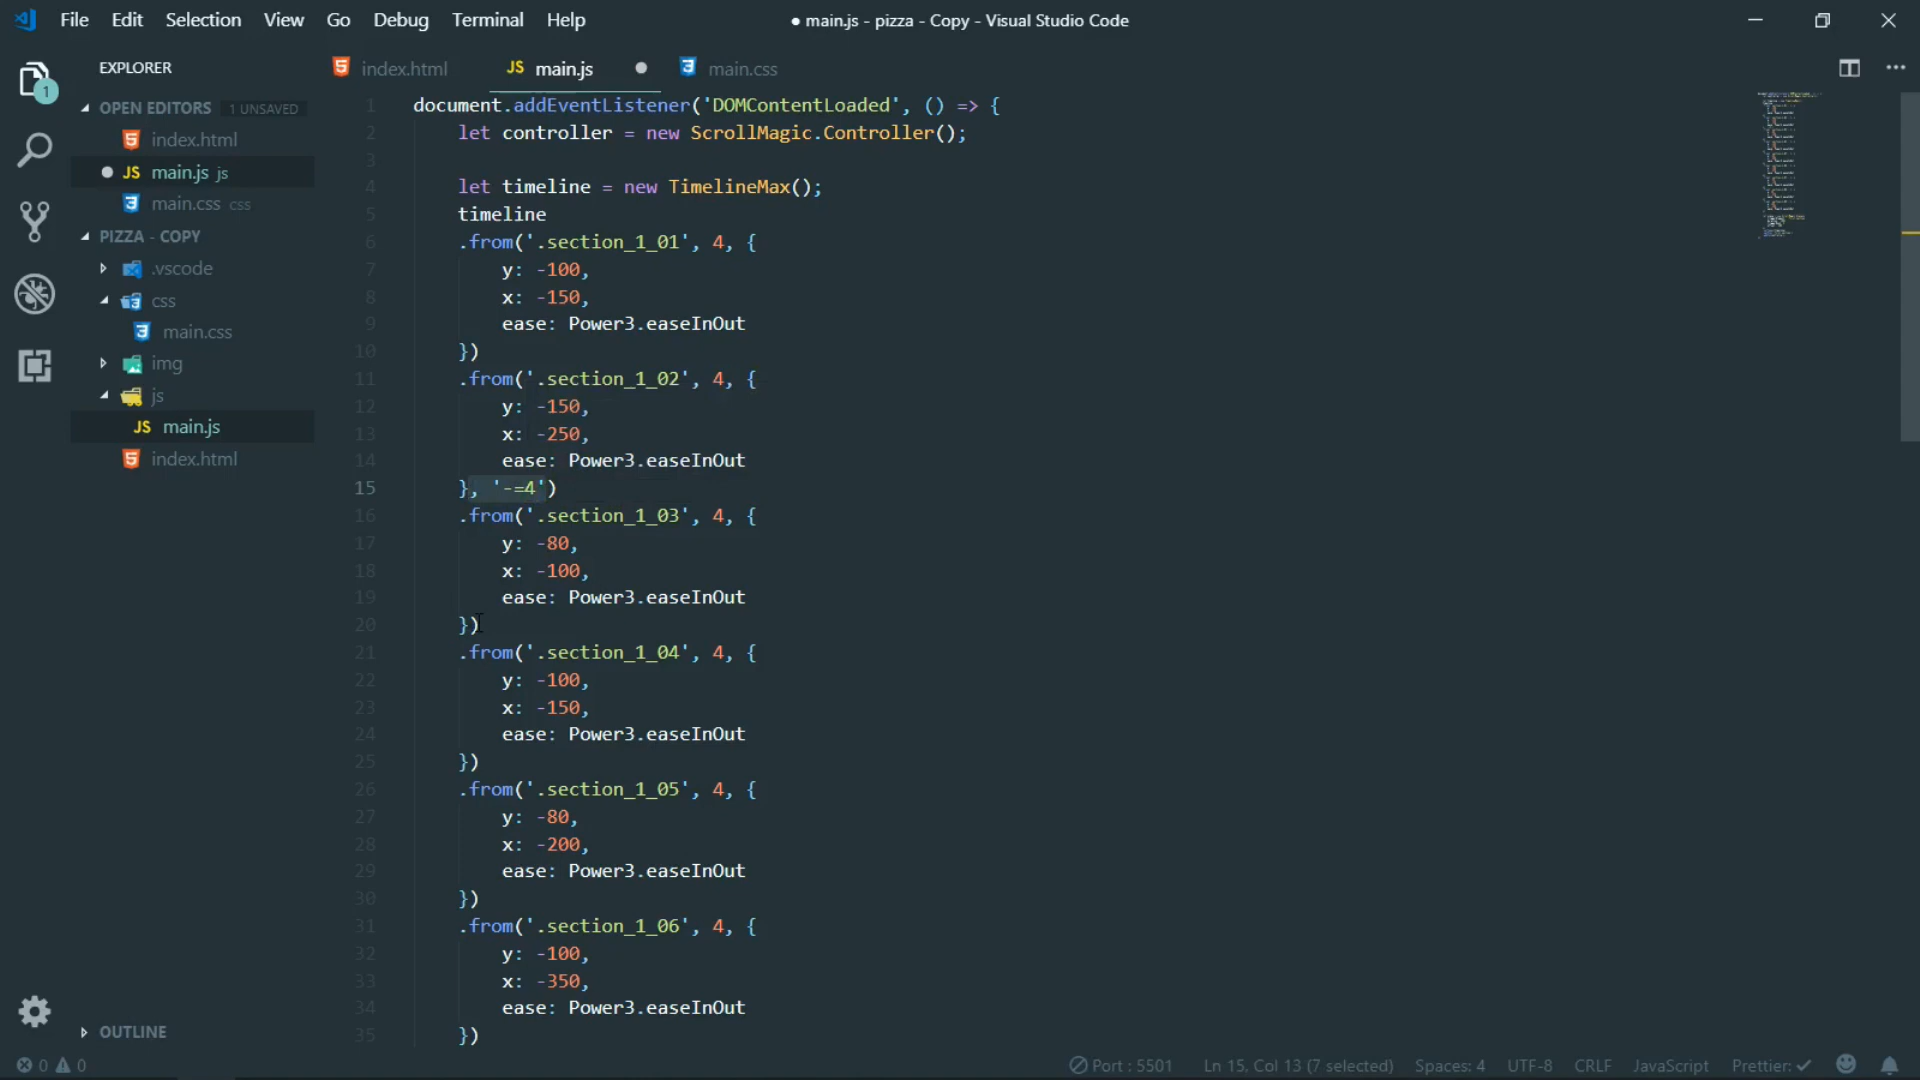 File Edit Selection View Go Debug Terminal Help
● main.js - pizza - Copy - Visual Studio Code
EXPLORER
index.html
JS main.js
main.css
OPEN EDITORS 1 UNSAVED
index.html
JS main.js js
main.css css
PIZZA - COPY
.vscode
css
main.css
img
js
JS main.js
index.html
OUTLINE
1
1 document.addEventListener('DOMContentLoaded', () => {
2 let controller = new ScrollMagic.Controller();
3
4 let timeline = new TimelineMax();
5 timeline
6 .from('.section_1_01', 4, {
7 y: -100,
8 x: -150,
9 ease: Power3.easeInOut
10 })
11 .from('.section_1_02', 4, {
12 y: -150,
13 x: -250,
14 ease: Power3.easeInOut
15 }, '-=4')
16 .from('.section_1_03', 4, {
17 y: -80,
18 x: -100,
19 ease: Power3.easeInOut
20 })
21 .from('.section_1_04', 4, {
22 y: -100,
23 x: -150,
24 ease: Power3.easeInOut
25 })
26 .from('.section_1_05', 4, {
27 y: -80,
28 x: -200,
29 ease: Power3.easeInOut
30 })
31 .from('.section_1_06', 4, {
32 y: -100,
33 x: -350,
34 ease: Power3.easeInOut
35 })
0 0 Port : 5501 Ln 15, Col 13 (7 selected) Spaces: 4 UTF-8 CRLF JavaScript Prettier: ✓